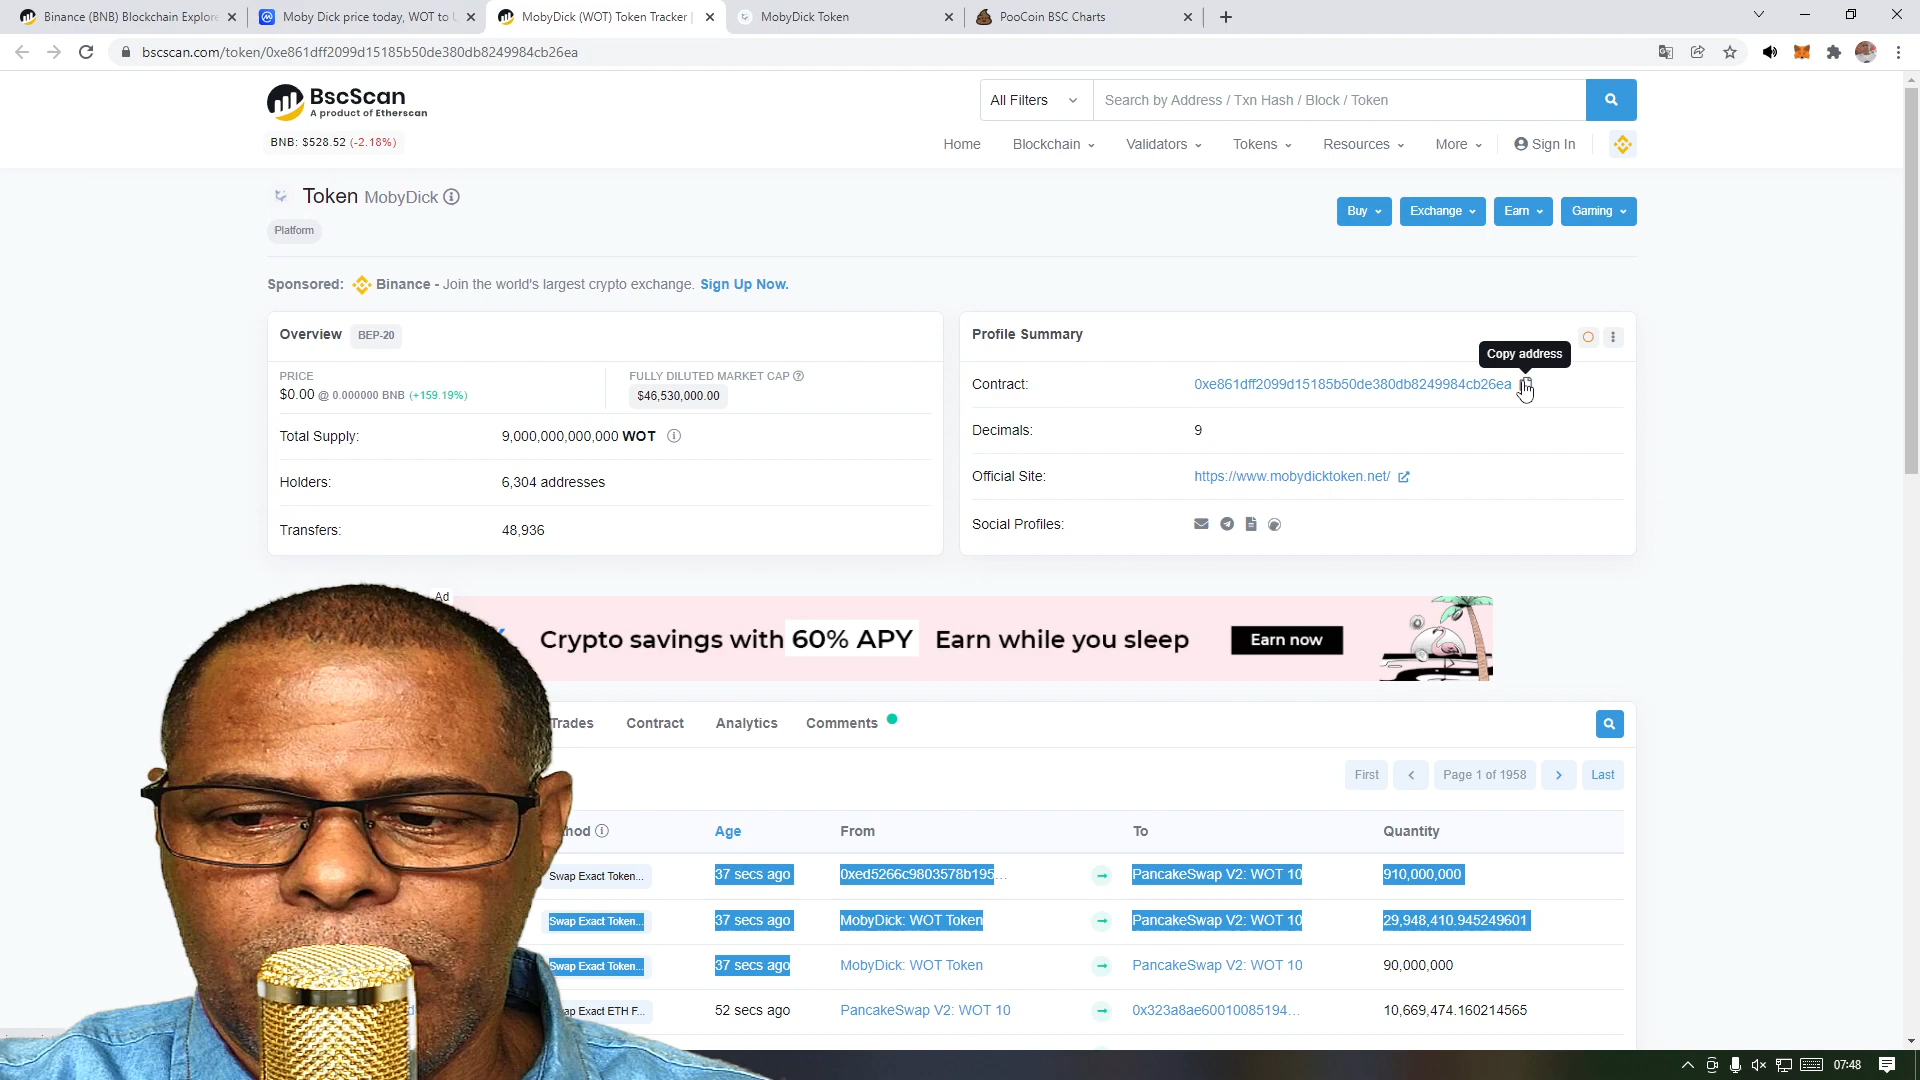 Binance (BNB) Blockchain Explore
Moby Dick price today, WOT to U
MobyDick (WOT) Token Tracker |
MobyDick Token
PooCoin BSC Charts
bscscan.com/token/0xe861dff2099d15185b50de380db8249984cb26ea
BscScan
A product of Etherscan
All Filters
Search by Address / Txn Hash / Block / Token
BNB: $528.52 (-2.18%)
Home
Blockchain
Validators
Tokens
Resources
More
Sign In
Token MobyDick
Platform
Buy
Exchange
Earn
Gaming
Sponsored: Binance - Join the world's largest crypto exchange. Sign Up Now.
Overview BEP-20
PRICE
$0.00 @ 0.000000 BNB (+159.19%)
FULLY DILUTED MARKET CAP
$46,530,000.00
Total Supply: 9,000,000,000,000 WOT
Holders: 6,304 addresses
Transfers: 48,936
Profile Summary
Copy address
Contract: 0xe861dff2099d15185b50de380db8249984cb26ea
Decimals: 9
Official Site: https://www.mobydicktoken.net/
Social Profiles:
Ad
Crypto savings with 60% APY Earn while you sleep Earn now
Trades
Contract
Analytics
Comments
First
Page 1 of 1958
Last
Age From To Quantity
Swap Exact Token... 37 secs ago 0xed5266c9803578b195... PancakeSwap V2: WOT 10 910,000,000
Swap Exact Token... 37 secs ago MobyDick: WOT Token PancakeSwap V2: WOT 10 29,948,410.945249601
Swap Exact Token... 37 secs ago MobyDick: WOT Token PancakeSwap V2: WOT 10 90,000,000
Exact ETH F... 52 secs ago PancakeSwap V2: WOT 10 0x323a8ae60010085194... 10,669,474.160214565
07:48